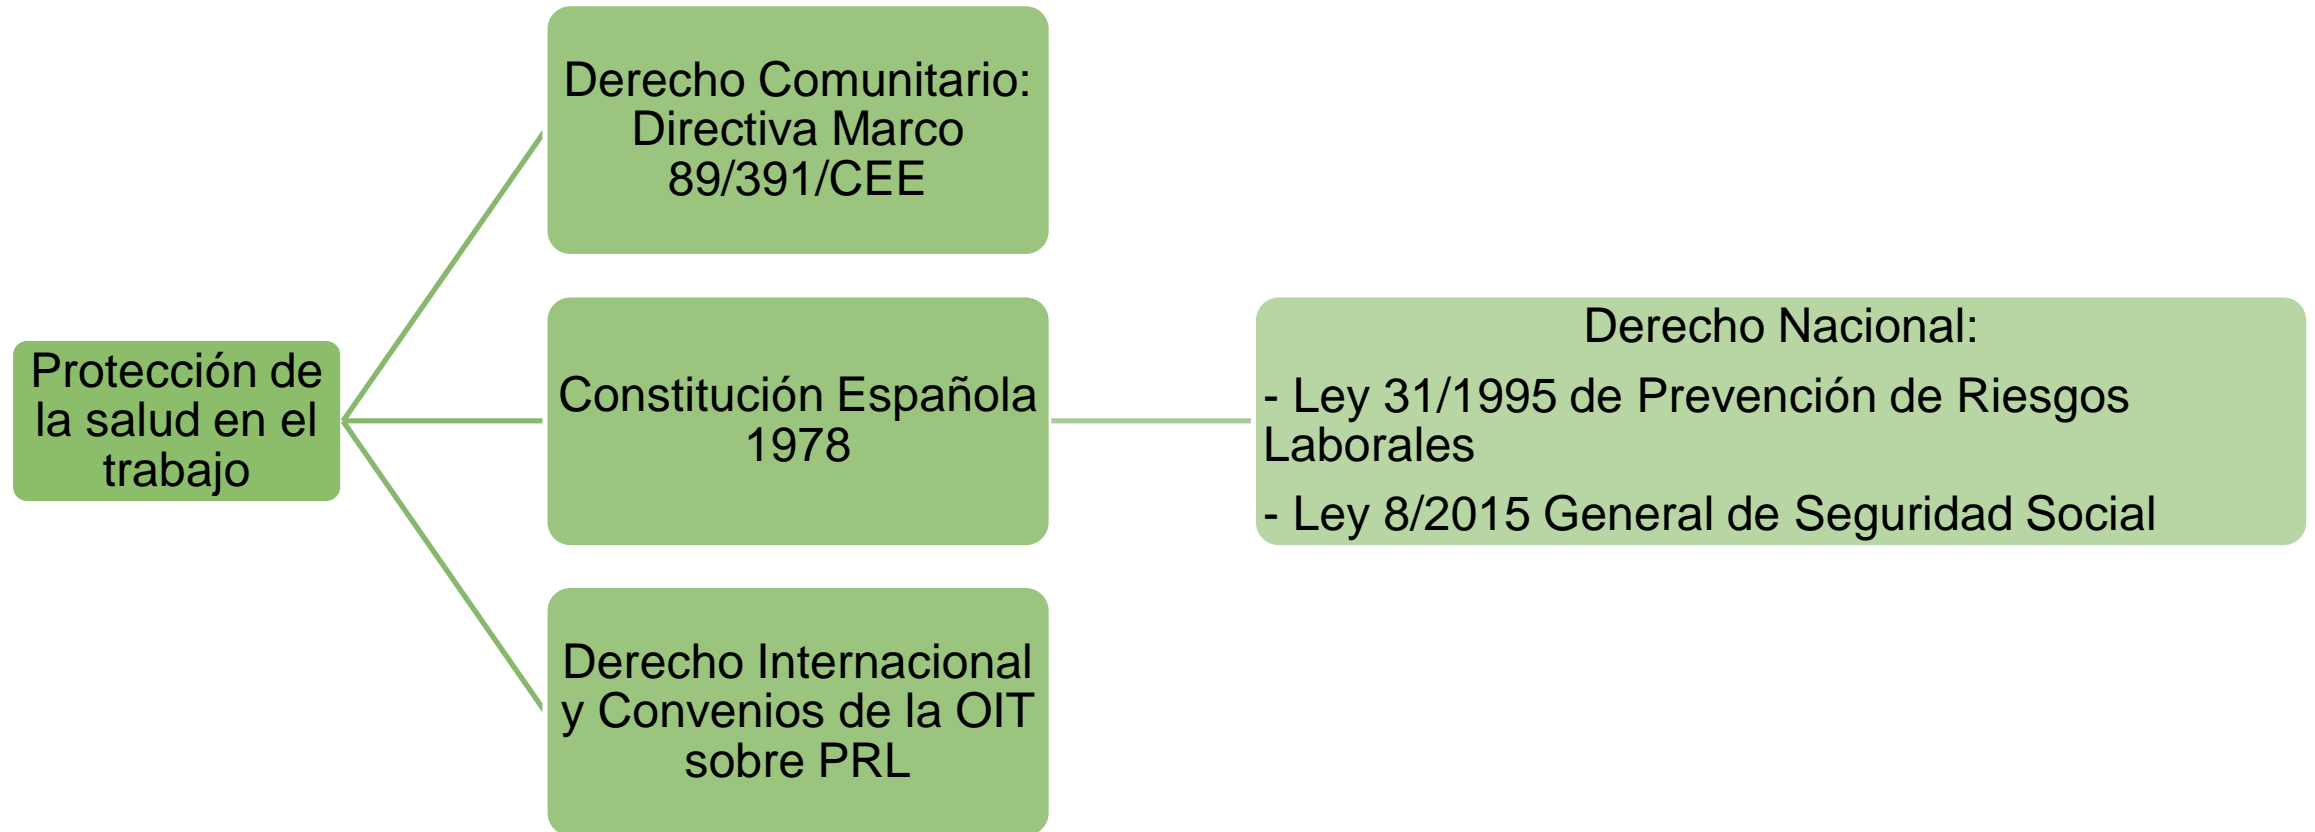 Protección de
la salud en el
trabajo
Derecho Comunitario:
Directiva Marco
89/391/CEE
Constitución Española
1978
Derecho Internacional
y Convenios de la OIT
sobre PRL
Derecho Nacional:
- Ley 31/1995 de Prevención de Riesgos
Laborales
- Ley 8/2015 General de Seguridad Social